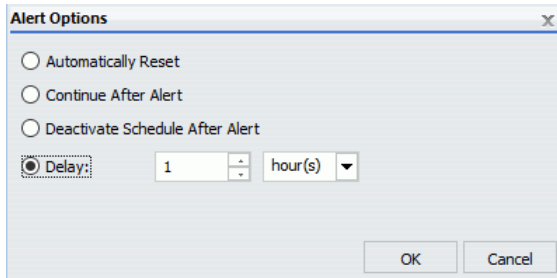 Alert Options
Automatically Reset
Continue After Alert
Deactivate Schedule After Alert
Delay: 1 hour(s)
OK Cancel